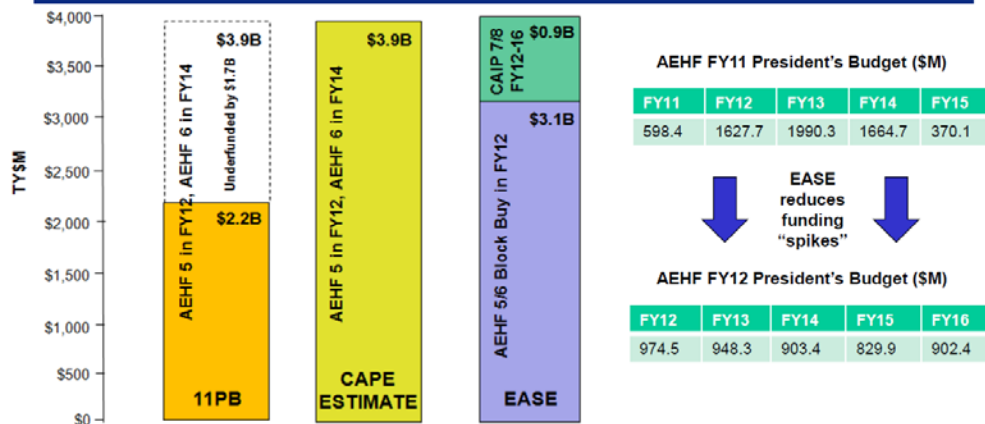 TY$M
$4,000
$3,500
$3,000
$2,500
$2,000
$1,500
$1,000
$500
$0
$3.9B
AEHF 5 in FY12, AEHF 6 in FY14
Underfunded by $1.7B
$2.2B
11PB
$3.9B
AEHF 5 in FY12, AEHF 6 in FY14
CAPE
ESTIMATE
CAIP 7/8
FY12-16
$0.9B
$3.1B
AEHF 5/6 Block Buy in FY12
EASE
AEHF FY11 President's Budget ($M)
FY11 FY12 FY13 FY14 FY15
598.4 1627.7 1990.3 1664.7 370.1
EASE
reduces
funding
"spikes"
AEHF FY12 President's Budget ($M)
FY12 FY13 FY14 FY15 FY16
974.5 948.3 903.4 829.9 902.4